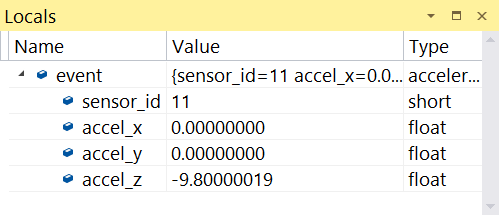 Locals
Name Value Type
event {sensor_id=11 accel_x=0.0... acceler...
sensor_id 11 short
accel_x 0.00000000 float
accel_y 0.00000000 float
accel_z -9.80000019 float